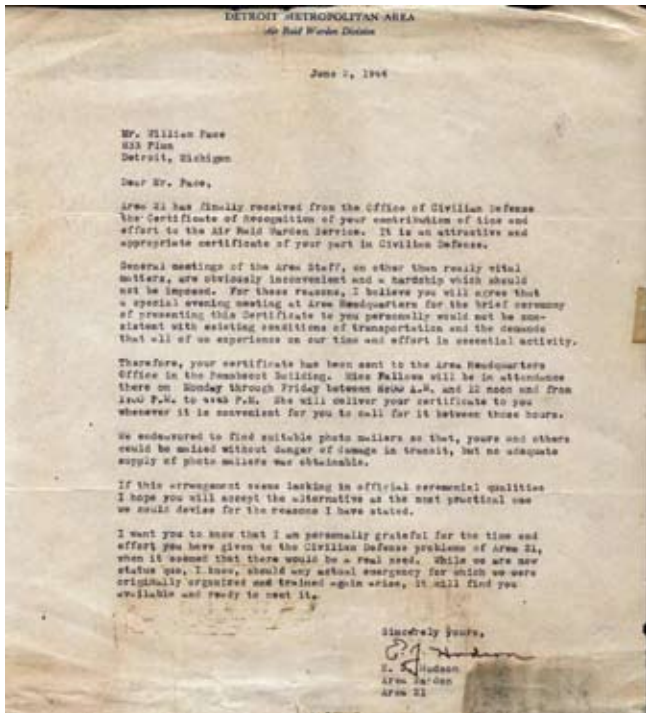 DETROIT METROPOLITAN AREA
Air Raid Warden Division
June 2, 1944
Mr. William Pace
833 Plum
Detroit, Michigan
Dear Mr. Pace,
Area 21 has finally received from the Office of Civilian Defense
the Certificate of Recognition of your contribution of time and
effort to the Air Raid Warden Service. It is an attractive and
appropriate certificate of your part in Civilian Defense.
General meetings of the Area Staff, on other than really vital
matters, are obviously inconvenient and a hardship which should
not be imposed. For these reasons, I believe you will agree that
a special evening meeting at Area Headquarters for the brief ceremony
of presenting this Certificate to you personally would not be con-
sistent with existing conditions of transportation and the demands
that all of us experience on our time and effort in essential activity.
Therefore, your certificate has been sent to the Area Headquarters
Office in the Penobscot Building. Miss Fellows will be in attendance
there on Monday through Friday between A.M. and 12 noon and from
P.M. to P.M. She will deliver your certificate to you
whenever it is convenient for you to call for it between those hours.
We endeavored to find suitable photo mailers so that, yours and others
could be mailed without danger of damage in transit, but no adequate
supply of photo mailers was obtainable.
If this arrangement seems lacking in official ceremonial qualities
I hope you will accept the alternative as the most practical one
we could devise for the reasons I have stated.
I want you to know that I am personally grateful for the time and
effort you have given to the Civilian Defense problems of Area 21,
when it seemed that there would be a real need. While we are now
status quo, I know, should any actual emergency for which we were
originally organized and trained again arise, it will find you
available and ready to meet it.
Sincerely yours,
E. J. Hudson
E. J. Hudson
Area Warden
Area 21